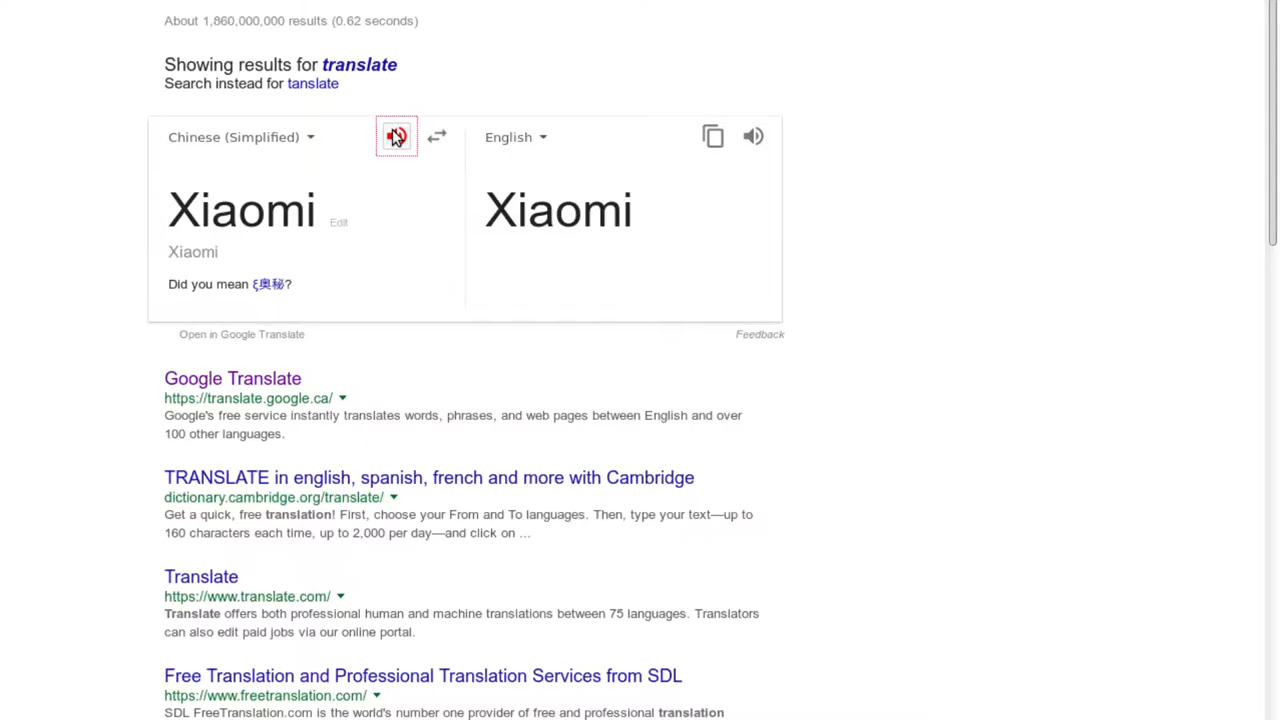 About 1,860,000,000 results (0.62 seconds)
Showing results for translate
Search instead for tanslate
Chinese (Simplified)
English
Xiaomi Edit
Xiaomi
Xiaomi
Did you mean ξ奥秘?
Open in Google Translate
Feedback
Google Translate
https://translate.google.ca/
Google's free service instantly translates words, phrases, and web pages between English and over
100 other languages.
TRANSLATE in english, spanish, french and more with Cambridge
dictionary.cambridge.org/translate/
Get a quick, free translation! First, choose your From and To languages. Then, type your text—up to
160 characters each time, up to 2,000 per day—and click on ...
Translate
https://www.translate.com/
Translate offers both professional human and machine translations between 75 languages. Translators
can also edit paid jobs via our online portal.
Free Translation and Professional Translation Services from SDL
https://www.freetranslation.com/
SDL FreeTranslation.com is the world's number one provider of free and professional translation